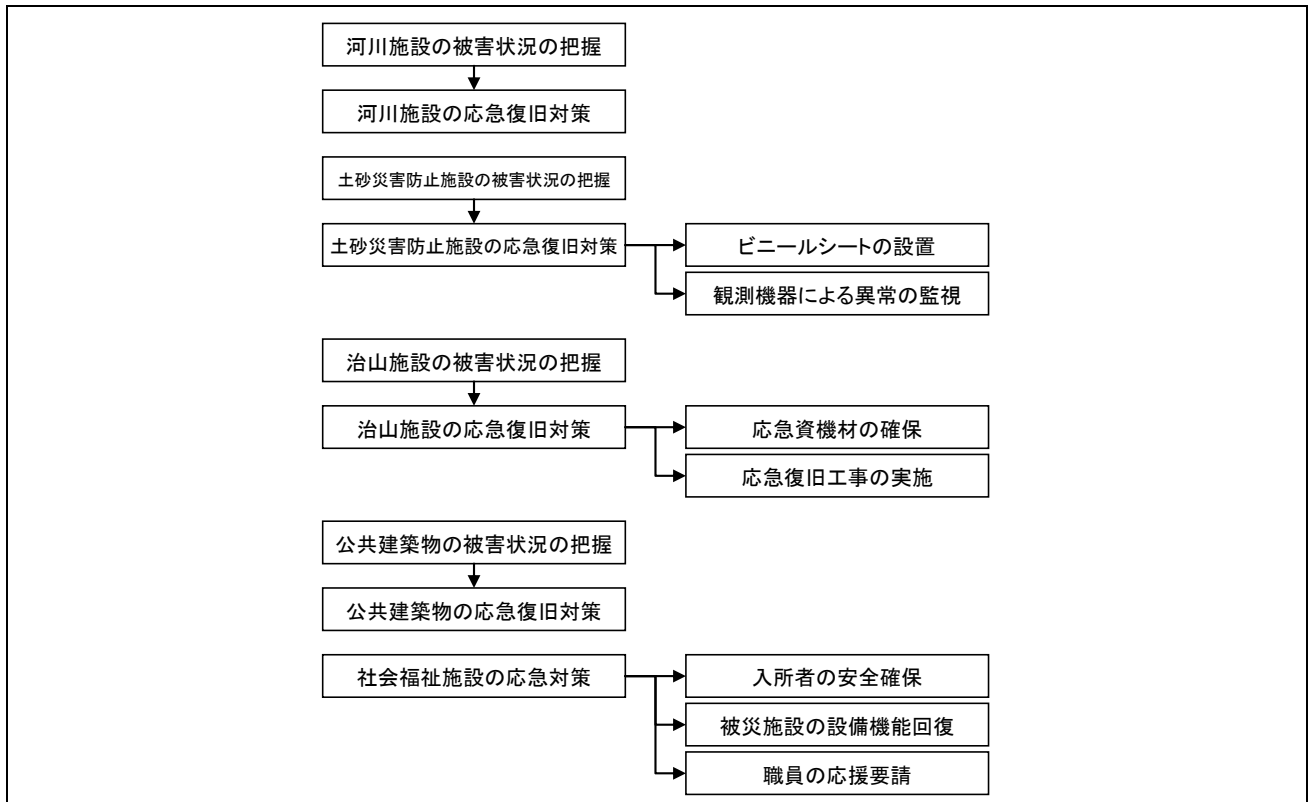 河川施設の被害状況の把握
河川施設の応急復旧対策
土砂災害防止施設の被害状況の把握
土砂災害防止施設の応急復旧対策
ビニールシートの設置
観測機器による異常の監視
治山施設の被害状況の把握
治山施設の応急復旧対策
応急資機材の確保
応急復旧工事の実施
公共建築物の被害状況の把握
公共建築物の応急復旧対策
社会福祉施設の応急対策
入所者の安全確保
被災施設の設備機能回復
職員の応援要請